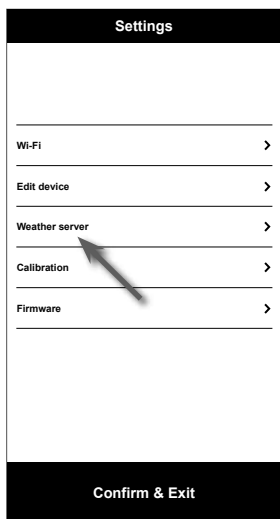 Settings
Wi-Fi
Edit device
Weather server
Calibration
Firmware
Confirm & Exit